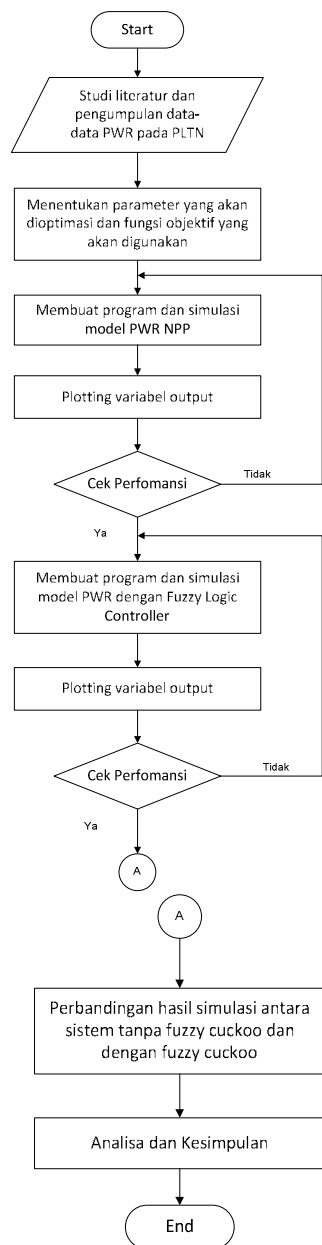 Start
Studi literatur dan
pengumpulan data-
data PWR pada PLTN
Menentukan parameter yang akan
dioptimasi dan fungsi objektif yang
akan digunakan
Membuat program dan simulasi
model PWR NPP
Plotting variabel output
Cek Perfomansi
Tidak
Ya
Membuat program dan simulasi
model PWR dengan Fuzzy Logic
Controller
Plotting variabel output
Cek Perfomansi
Tidak
Ya
A
A
Perbandingan hasil simulasi antara
sistem tanpa fuzzy cuckoo dan
dengan fuzzy cuckoo
Analisa dan Kesimpulan
End